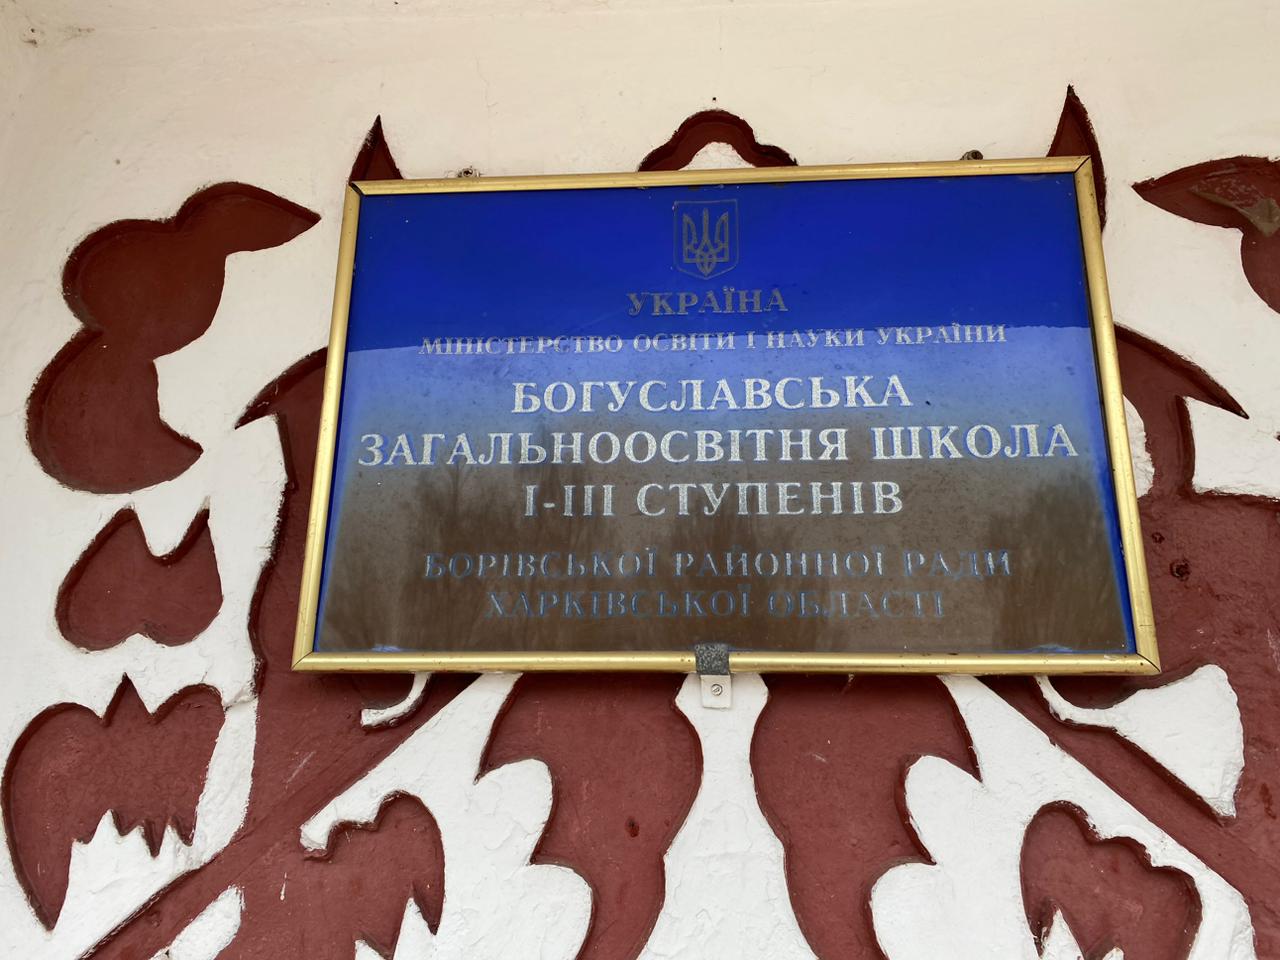 УКРАЇНА
МІНІСТЕРСТВО ОСВІТИ І НАУКИ УКРАЇНИ
БОГУСЛАВСЬКА
ЗАГАЛЬНООСВІТНЯ ШКОЛА
І-ІІІ СТУПЕНІВ
БОРІВСЬКОЇ РАЙОННОЇ РАДИ
ХАРКІВСЬКОЇ ОБЛАСТІ